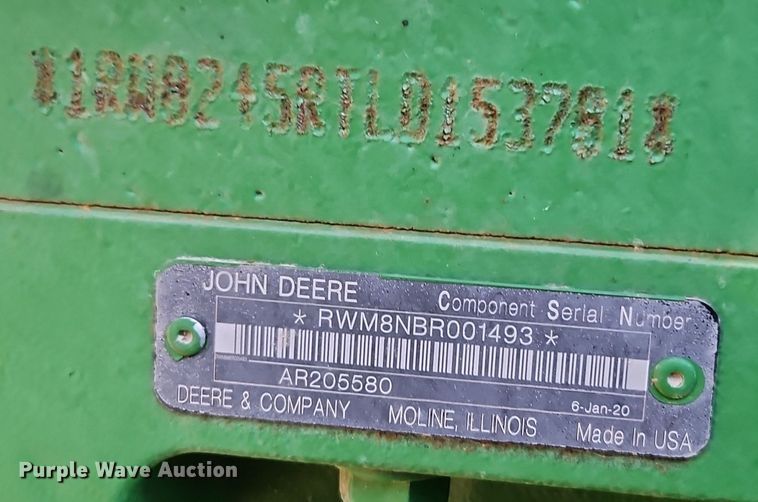 *1RW8245RTLD153781*
JOHN DEERE Component Serial Number
* RWM8NBR001493 *
AR205580
6-Jan-20
DEERE & COMPANY MOLINE, ILLINOIS Made In USA
Purple Wave Auction